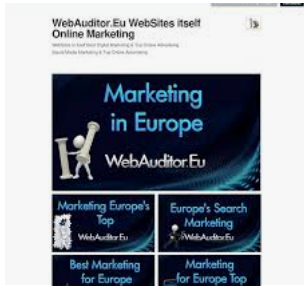 WebAuditor.Eu WebSites itself
Online Marketing
Marketing
in Europe
WebAuditor.Eu
Marketing Europe's
Top
WebAuditor.Eu
Europe's Search
Marketing
WebAuditor.Eu
Best Marketing
for Europe
Marketing
for Europe Top